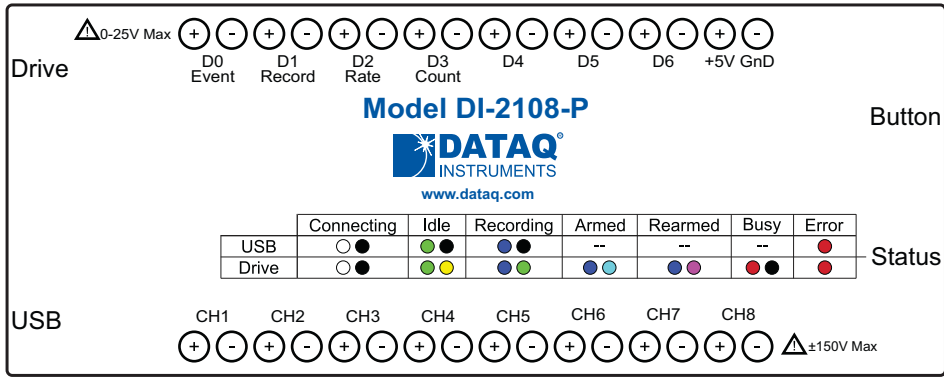 ⚠0-25V Max + - + - + - + - + - + - + - + -
D0 D1 D2 D3 D4 D5 D6 +5V GnD
Event Record Rate Count
Drive
Model DI-2108-P
Button
DATAQ®
INSTRUMENTS
www.dataq.com
Connecting Idle Recording Armed Rearmed Busy Error
USB -- -- --
Drive
Status
USB
CH1 CH2 CH3 CH4 CH5 CH6 CH7 CH8
+ - + - + - + - + - + - + - + - ⚠±150V Max